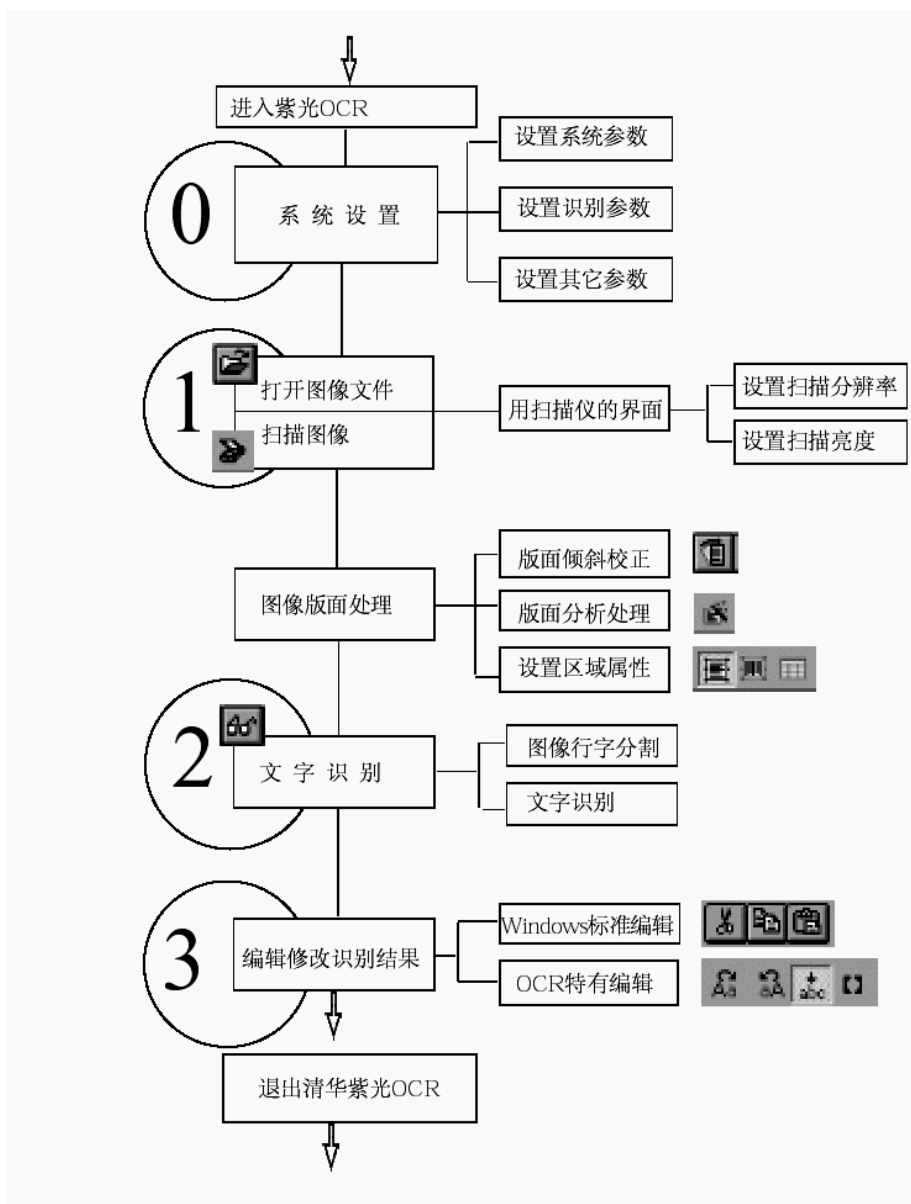 进入紫光OCR
设置系统参数
0
系统设置
设置识别参数
设置其它参数
1
打开图像文件
扫描图像
用扫描仪的界面
设置扫描分辨率
设置扫描亮度
图像版面处理
版面倾斜校正
版面分析处理
设置区域属性
2
文字识别
图像行字分割
文字识别
3
编辑修改识别结果
Windows标准编辑
OCR特有编辑
Aa
aA
abc
退出清华紫光OCR